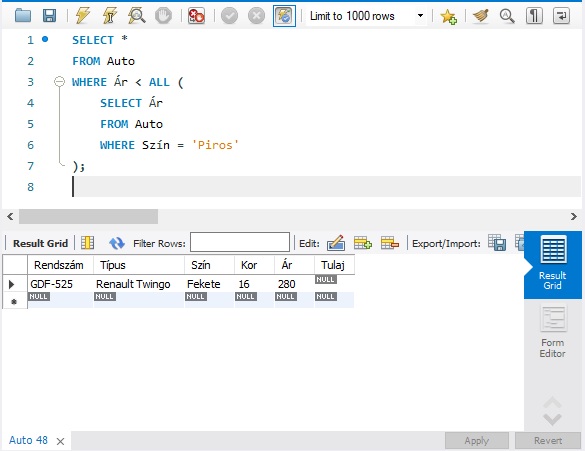 Limit to 1000 rows
1 SELECT *
2 FROM Auto
3 WHERE Ár < ALL (
4 SELECT Ár
5 FROM Auto
6 WHERE Szín = 'Piros'
7 );
8
Result Grid Filter Rows: Edit: Export/Import:
Rendszám Típus Szín Kor Ár Tulaj
GDF-525 Renault Twingo Fekete 16 280 NULL
NULL NULL NULL NULL NULL NULL
Result
Grid
Form
Editor
Auto 48 Apply Revert